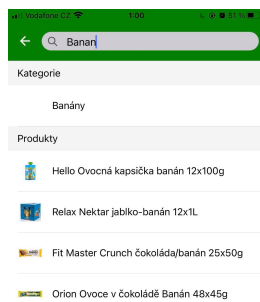 Vodafone CZ 1:00 51 %
Banan
Kategorie
Banány
Produkty
Hello Ovocná kapsička banán 12x100g
Relax Nektar jablko-banán 12x1L
Fit Master Crunch čokoláda/banán 25x50g
Orion Ovoce v čokoládě Banán 48x45g